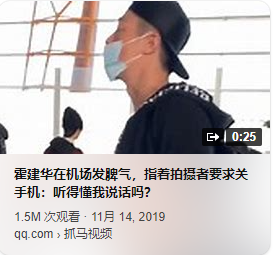 0:25
霍建华在机场发脾气，指着拍摄者要求关
手机：听得懂我说话吗？
1.5M 次观看 · 11月 14, 2019
qq.com › 抓马视频